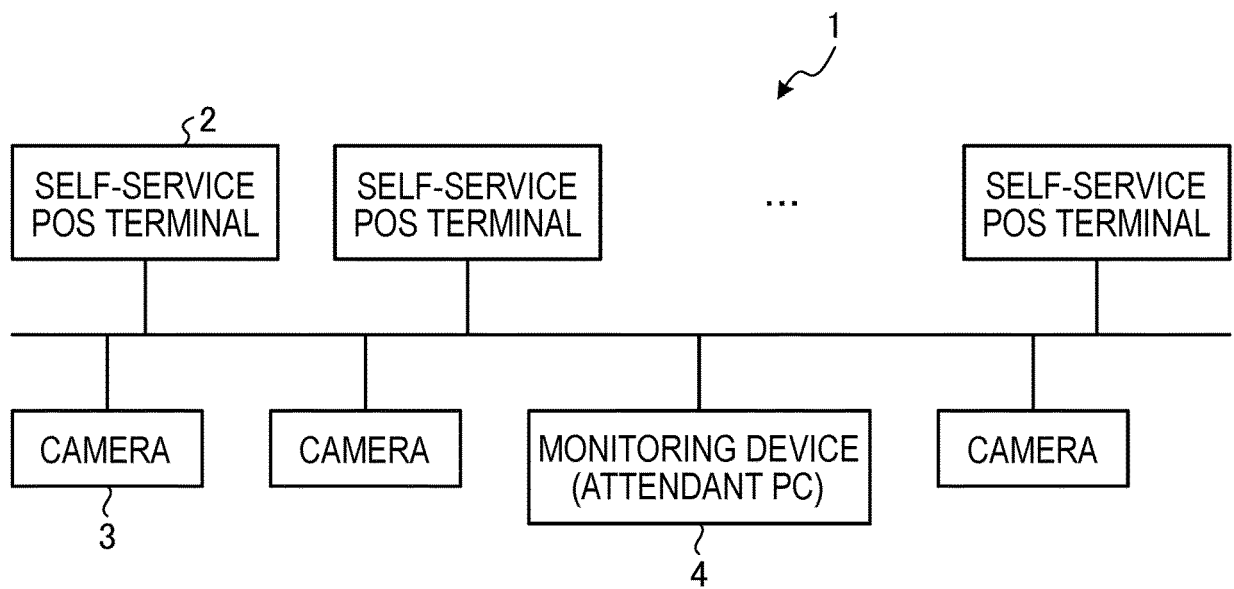 1
2
SELF-SERVICE
POS TERMINAL
SELF-SERVICE
POS TERMINAL
...
SELF-SERVICE
POS TERMINAL
CAMERA
CAMERA
MONITORING DEVICE
(ATTENDANT PC)
CAMERA
3
4